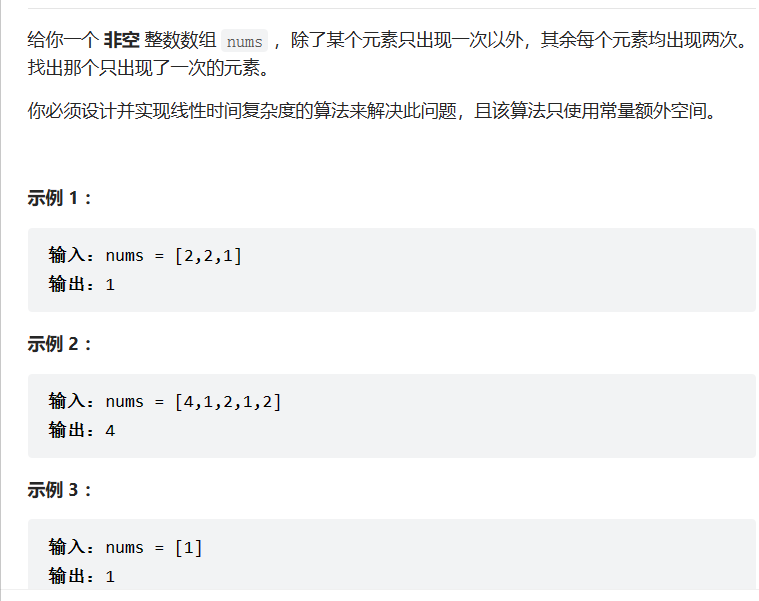 给你一个 非空 整数数组 nums ，除了某个元素只出现一次以外，其余每个元素均出现两次。
找出那个只出现了一次的元素。
你必须设计并实现线性时间复杂度的算法来解决此问题，且该算法只使用常量额外空间。
示例 1：
输入：nums = [2,2,1]
输出：1
示例 2：
输入：nums = [4,1,2,1,2]
输出：4
示例 3：
输入：nums = [1]
输出：1